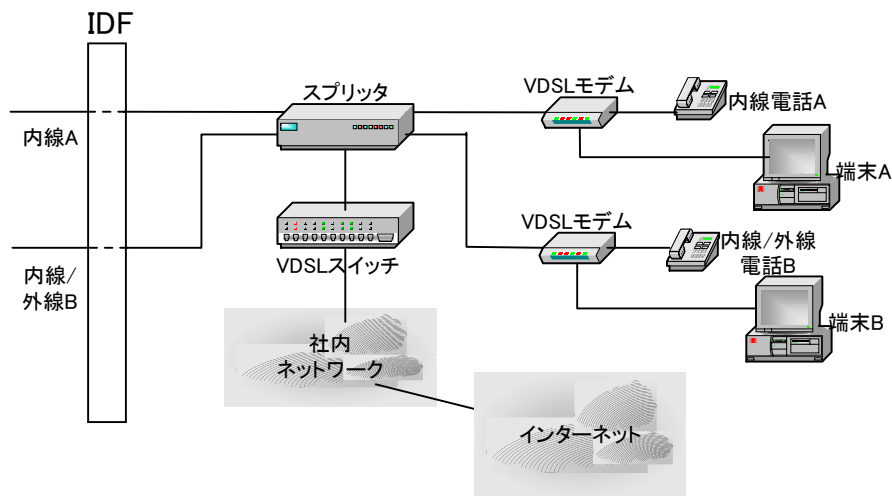 IDF
スプリッタ
VDSLモデム
内線電話A
内線A
端末A
VDSLスイッチ
VDSLモデム
内線/外線
電話B
内線/
外線B
端末B
社内
ネットワーク
インターネット